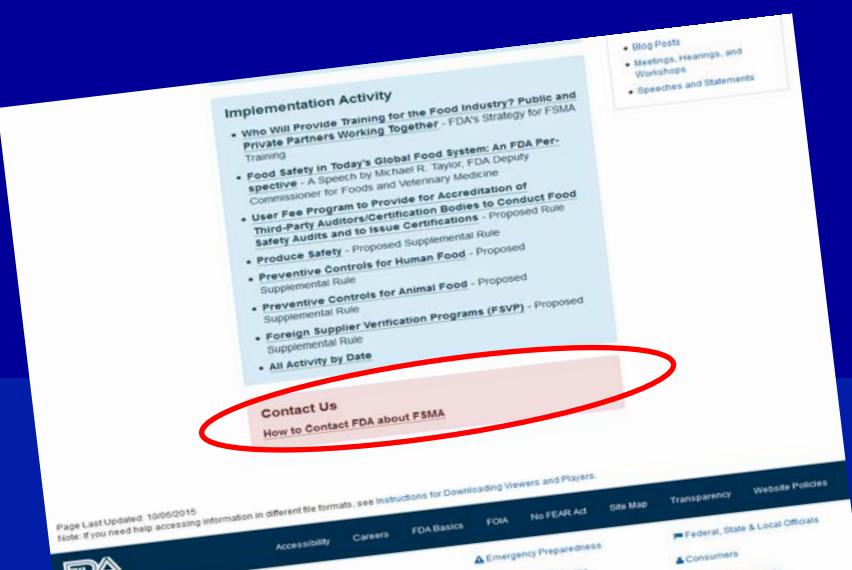 Blog Posts
Meetings, Hearings, and
Workshops
Speeches and Statements
Implementation Activity
Who Will Provide Training for the Food Industry? Public and
Private Partners Working Together - FDA's Strategy for FSMA
Training
Food Safety in Today's Global Food System: An FDA Per-
spective - A Speech by Michael R. Taylor, FDA Deputy
Commissioner for Foods and Veterinary Medicine
User Fee Program to Provide for Accreditation of
Third-Party Auditors/Certification Bodies to Conduct Food
Safety Audits and to Issue Certifications - Proposed Rule
Produce Safety - Proposed Supplemental Rule
Preventive Controls for Human Food - Proposed
Supplemental Rule
Preventive Controls for Animal Food - Proposed
Supplemental Rule
Foreign Supplier Verification Programs (FSVP) - Proposed
Supplemental Rule
All Activity by Date
Contact Us
How to Contact FDA about FSMA
Page Last Updated: 10/06/2015
Note: If you need help accessing information in different file formats, see Instructions for Downloading Viewers and Players.
Accessibility Careers FDA Basics FOIA No FEAR Act Site Map Transparency Website Policies
Emergency Preparedness
Federal, State & Local Officials
Consumers